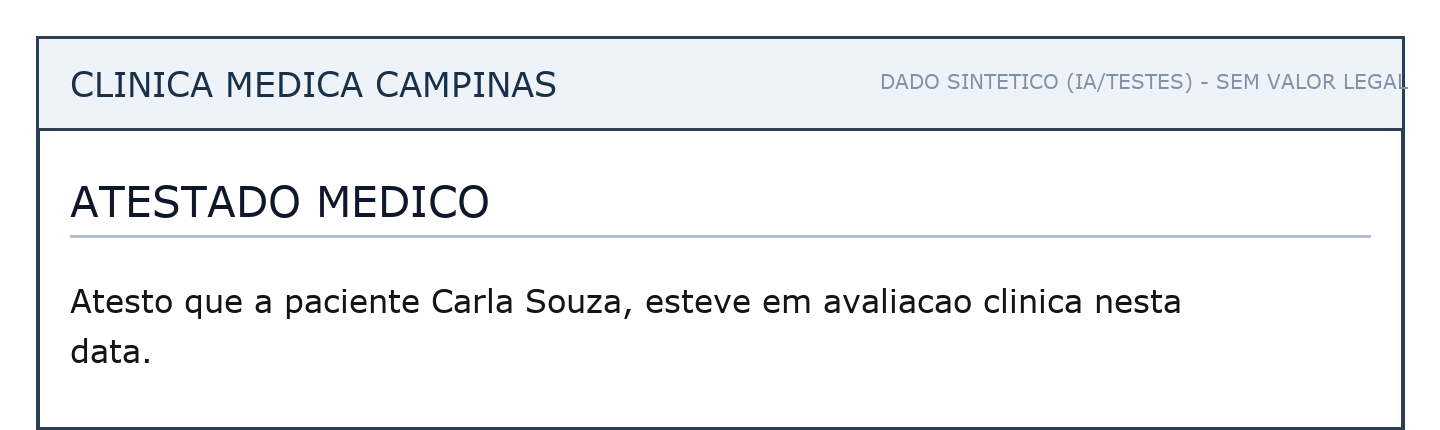 CLINICA MEDICA CAMPINAS
DADO SINTETICO (IA/TESTES) - SEM VALOR LEGAL
ATESTADO MEDICO
Atesto que a paciente Carla Souza, esteve em avaliacao clinica nesta
data.